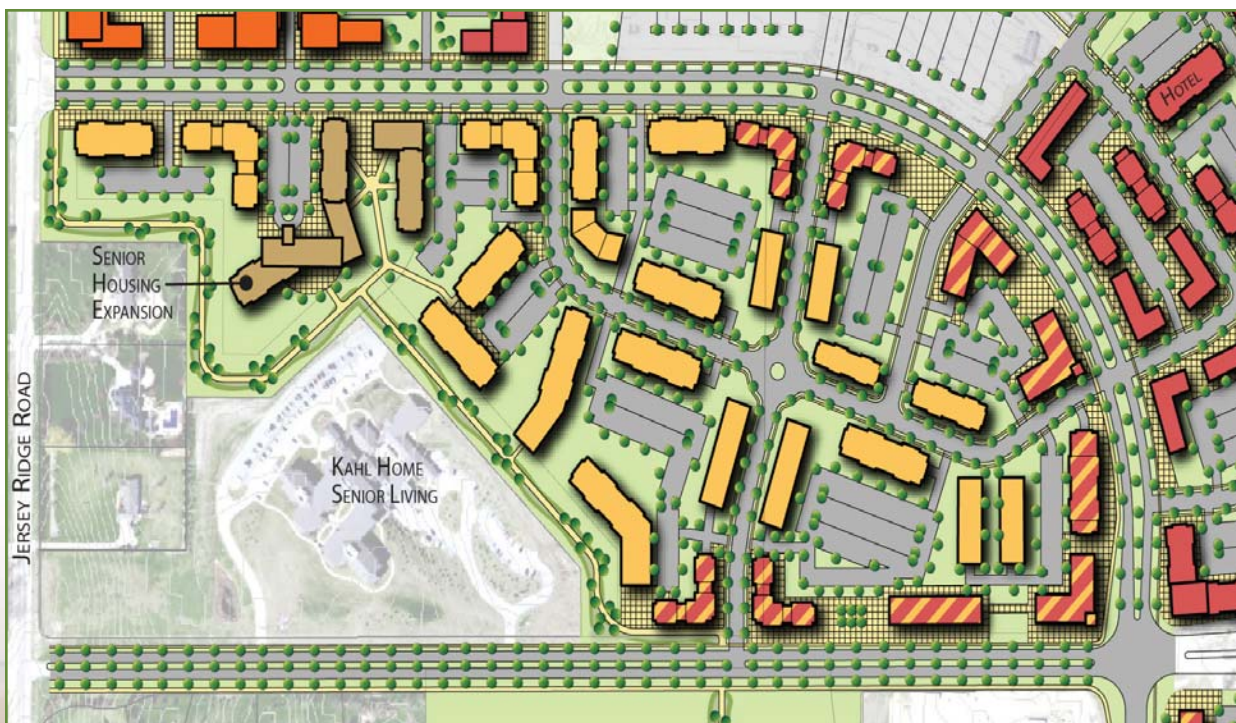 HOTEL
SENIOR
HOUSING
EXPANSION
KAHL HOME
SENIOR LIVING
JERSEY RIDGE ROAD